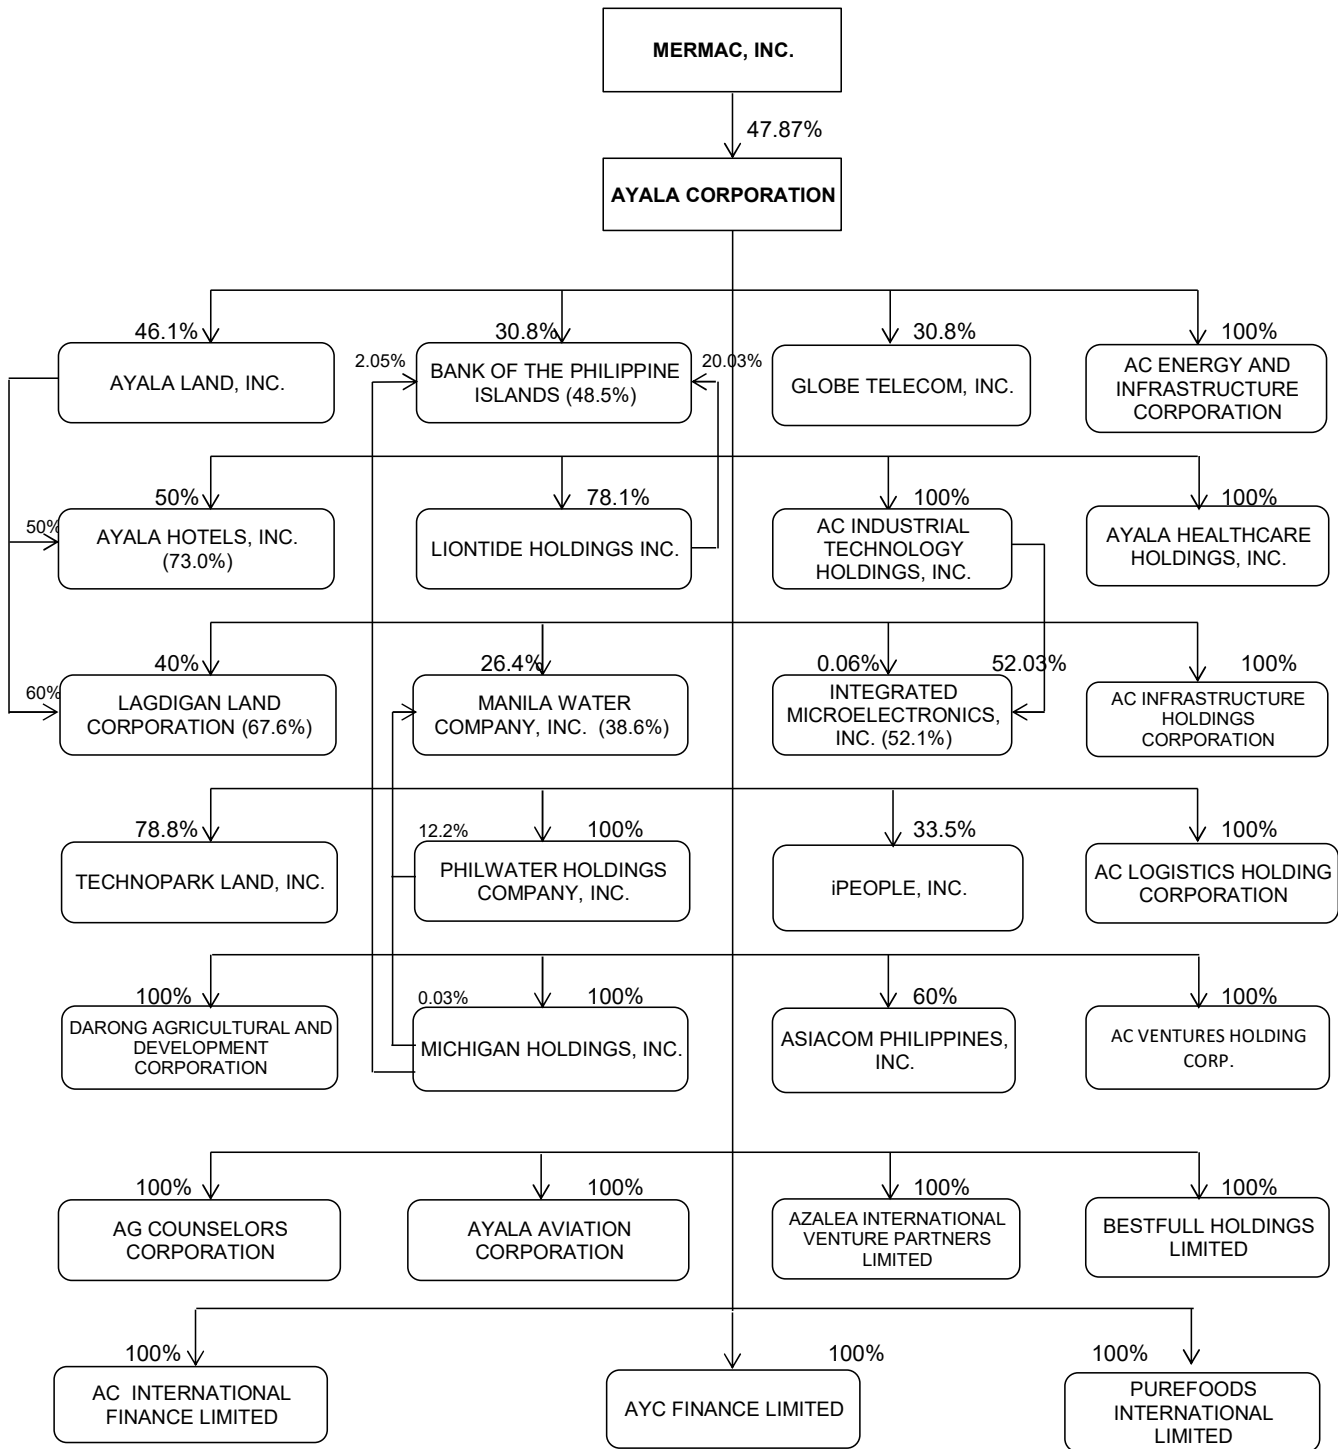 MERMAC, INC.
47.87%
AYALA CORPORATION
46.1%
30.8%
30.8%
100%
2.05%
20.03%
AYALA LAND, INC.
BANK OF THE PHILIPPINE
ISLANDS (48.5%)
GLOBE TELECOM, INC.
AC ENERGY AND
INFRASTRUCTURE
CORPORATION
50%
78.1%
100%
100%
50%
AYALA HOTELS, INC.
(73.0%)
LIONTIDE HOLDINGS INC.
AC INDUSTRIAL
TECHNOLOGY
HOLDINGS, INC.
AYALA HEALTHCARE
HOLDINGS, INC.
40%
26.4%
0.06%
52.03%
100%
60%
LAGDIGAN LAND
CORPORATION (67.6%)
MANILA WATER
COMPANY, INC. (38.6%)
INTEGRATED
MICROELECTRONICS,
INC. (52.1%)
AC INFRASTRUCTURE
HOLDINGS
CORPORATION
78.8%
12.2%
100%
33.5%
100%
TECHNOPARK LAND, INC.
PHILWATER HOLDINGS
COMPANY, INC.
iPEOPLE, INC.
AC LOGISTICS HOLDING
CORPORATION
100%
0.03%
100%
60%
100%
DARONG AGRICULTURAL AND
DEVELOPMENT
CORPORATION
MICHIGAN HOLDINGS, INC.
ASIACOM PHILIPPINES,
INC.
AC VENTURES HOLDING
CORP.
100%
100%
100%
100%
AG COUNSELORS
CORPORATION
AYALA AVIATION
CORPORATION
AZALEA INTERNATIONAL
VENTURE PARTNERS
LIMITED
BESTFULL HOLDINGS
LIMITED
100%
100%
100%
AC INTERNATIONAL
FINANCE LIMITED
AYC FINANCE LIMITED
PUREFOODS
INTERNATIONAL
LIMITED